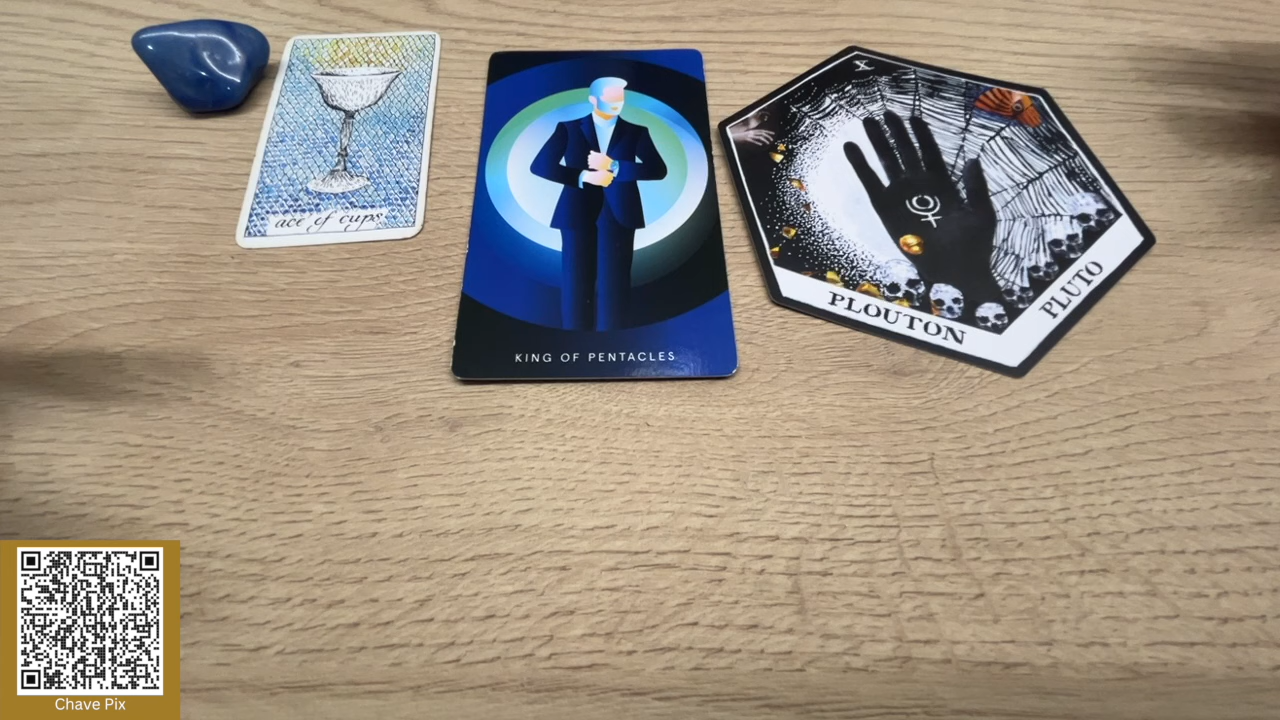 ace of cups
KING OF PENTACLES
X
PLOUTON
PLUTO
Chave Pix